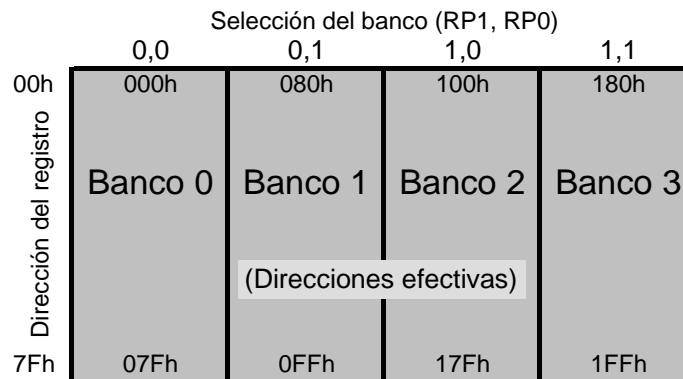 Selección del banco (RP1, RP0)
0,0 0,1 1,0 1,1
00h 000h 080h 100h 180h
Dirección del registro
Banco 0 Banco 1 Banco 2 Banco 3
(Direcciones efectivas)
7Fh 07Fh 0FFh 17Fh 1FFh